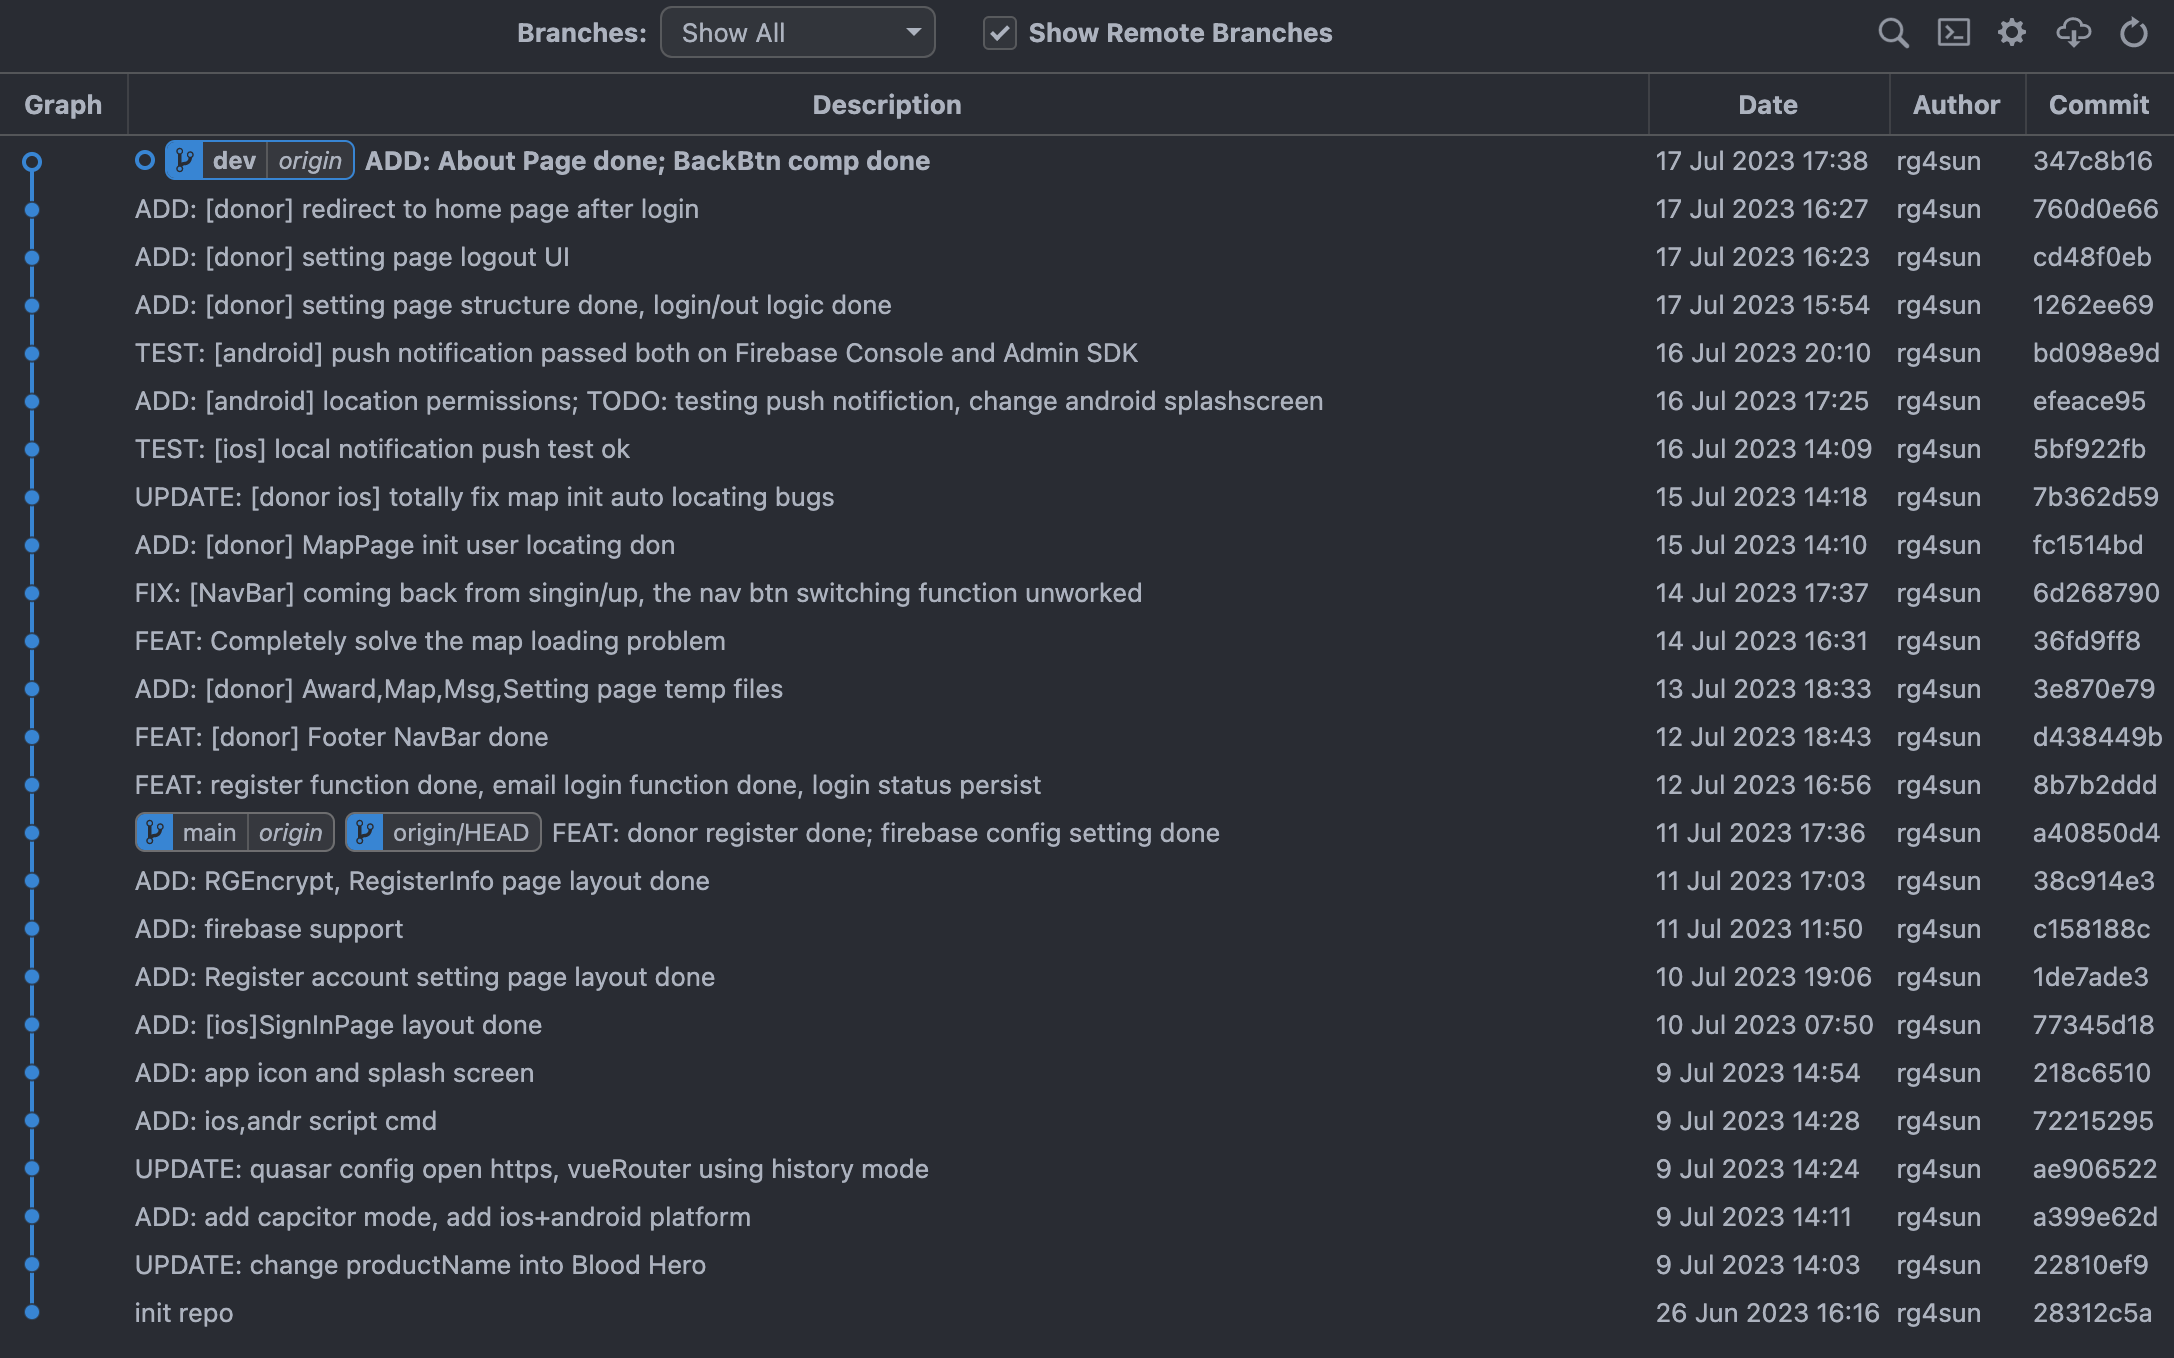 Branches: Show All Show Remote Branches
Graph Description Date Author Commit
dev origin ADD: About Page done; BackBtn comp done 17 Jul 2023 17:38 rg4sun 347c8b16
ADD: [donor] redirect to home page after login 17 Jul 2023 16:27 rg4sun 760d0e66
ADD: [donor] setting page logout UI 17 Jul 2023 16:23 rg4sun cd48f0eb
ADD: [donor] setting page structure done, login/out logic done 17 Jul 2023 15:54 rg4sun 1262ee69
TEST: [android] push notification passed both on Firebase Console and Admin SDK 16 Jul 2023 20:10 rg4sun bd098e9d
ADD: [android] location permissions; TODO: testing push notifiction, change android splashscreen 16 Jul 2023 17:25 rg4sun efeace95
TEST: [ios] local notification push test ok 16 Jul 2023 14:09 rg4sun 5bf922fb
UPDATE: [donor ios] totally fix map init auto locating bugs 15 Jul 2023 14:18 rg4sun 7b362d59
ADD: [donor] MapPage init user locating don 15 Jul 2023 14:10 rg4sun fc1514bd
FIX: [NavBar] coming back from singin/up, the nav btn switching function unworked 14 Jul 2023 17:37 rg4sun 6d268790
FEAT: Completely solve the map loading problem 14 Jul 2023 16:31 rg4sun 36fd9ff8
ADD: [donor] Award,Map,Msg,Setting page temp files 13 Jul 2023 18:33 rg4sun 3e870e79
FEAT: [donor] Footer NavBar done 12 Jul 2023 18:43 rg4sun d438449b
FEAT: register function done, email login function done, login status persist 12 Jul 2023 16:56 rg4sun 8b7b2ddd
main origin origin/HEAD FEAT: donor register done; firebase config setting done 11 Jul 2023 17:36 rg4sun a40850d4
ADD: RGEncrypt, RegisterInfo page layout done 11 Jul 2023 17:03 rg4sun 38c914e3
ADD: firebase support 11 Jul 2023 11:50 rg4sun c158188c
ADD: Register account setting page layout done 10 Jul 2023 19:06 rg4sun 1de7ade3
ADD: [ios]SignInPage layout done 10 Jul 2023 07:50 rg4sun 77345d18
ADD: app icon and splash screen 9 Jul 2023 14:54 rg4sun 218c6510
ADD: ios,andr script cmd 9 Jul 2023 14:28 rg4sun 72215295
UPDATE: quasar config open https, vueRouter using history mode 9 Jul 2023 14:24 rg4sun ae906522
ADD: add capcitor mode, add ios+android platform 9 Jul 2023 14:11 rg4sun a399e62d
UPDATE: change productName into Blood Hero 9 Jul 2023 14:03 rg4sun 22810ef9
init repo 26 Jun 2023 16:16 rg4sun 28312c5a